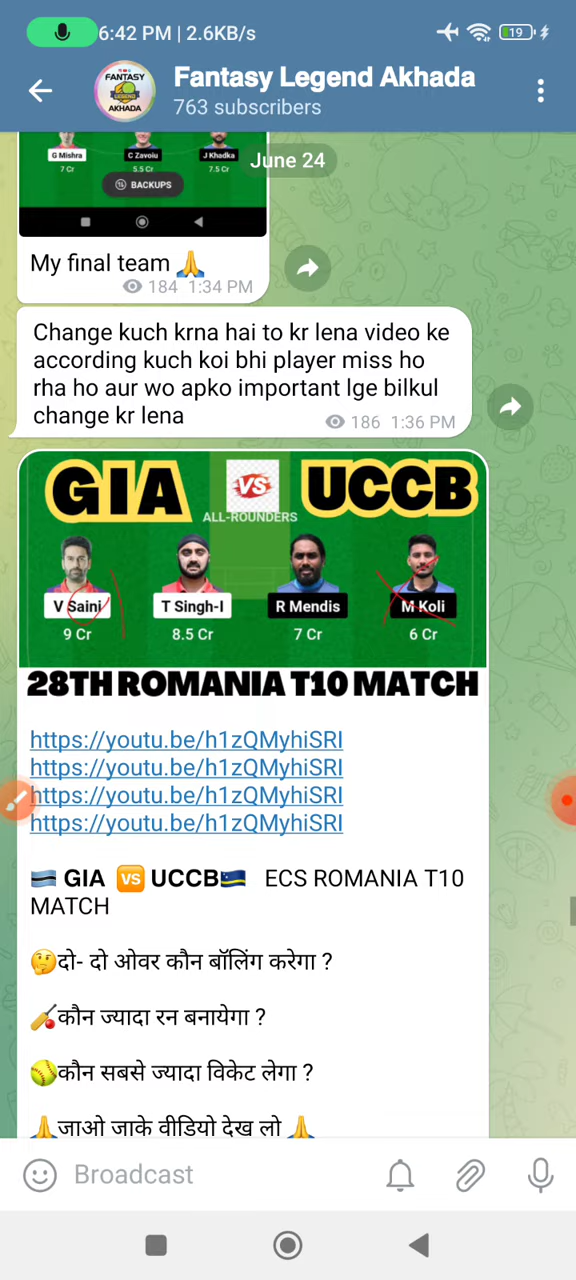 6:42 PM | 2.6KB/s
19
FANTASY
LEGEND
AKHADA
Fantasy Legend Akhada
763 subscribers
June 24
G Mishra
C Zavoiu
J Khadka
7 Cr
5.5 Cr
7.5 Cr
BACKUPS
My final team 🙏
184 1:34 PM
Change kuch krna hai to kr lena video ke
according kuch koi bhi player miss ho
rha ho aur wo apko important lge bilkul
change kr lena
186 1:36 PM
GIA VS UCCB
ALL-ROUNDERS
V Saini
T Singh-I
R Mendis
M Koli
9 Cr
8.5 Cr
7 Cr
6 Cr
28TH ROMANIA T10 MATCH
https://youtu.be/h1zQMyhiSRI
https://youtu.be/h1zQMyhiSRI
https://youtu.be/h1zQMyhiSRI
https://youtu.be/h1zQMyhiSRI
🇧🇼 GIA 🆚 UCCB🇨🇼 ECS ROMANIA T10
MATCH
🤔दो- दो ओवर कौन बॉलिंग करेगा ?
🏏कौन ज्यादा रन बनायेगा ?
🥎कौन सबसे ज्यादा विकेट लेगा ?
🙏जाओ जाके वीडियो देख लो 🙏
Broadcast